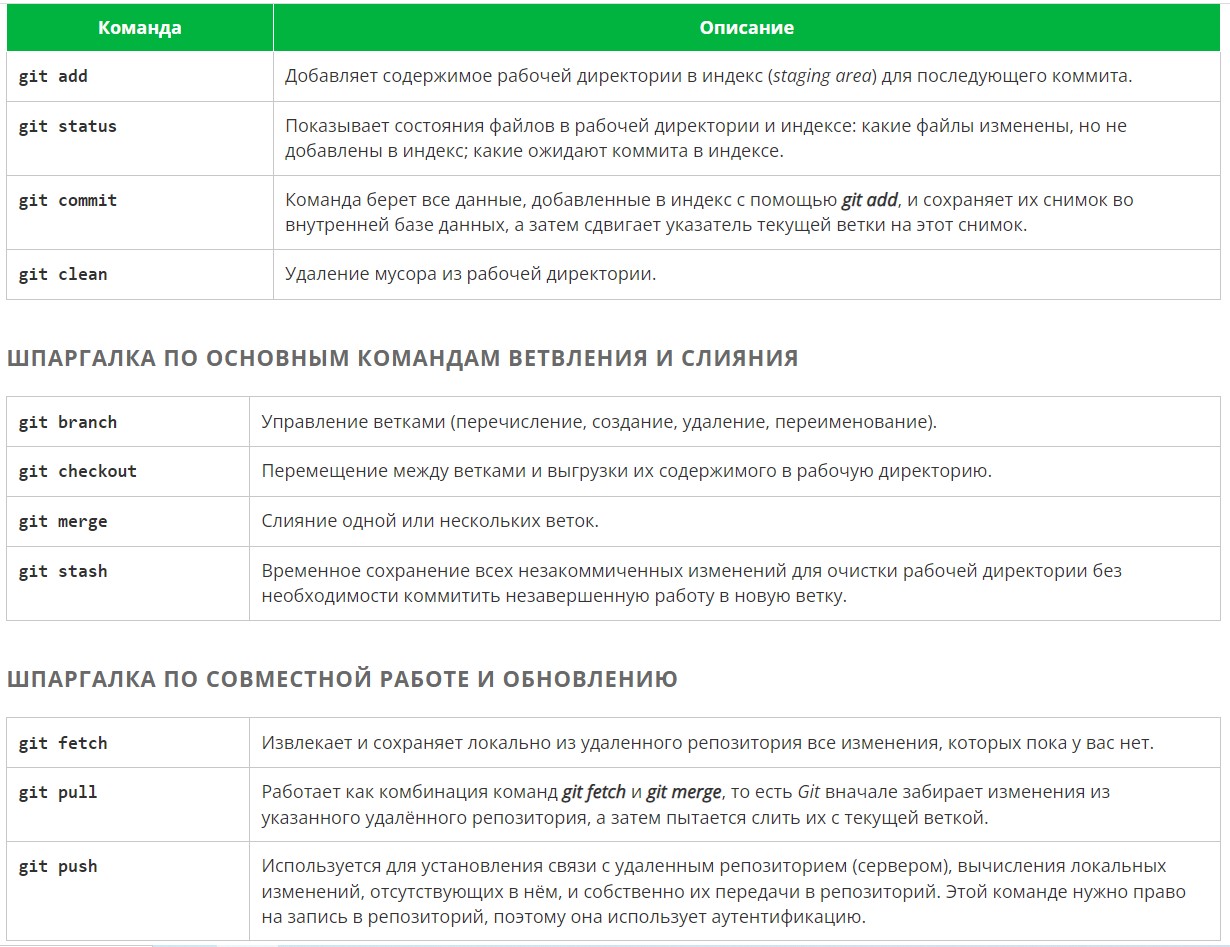 Команда Описание
git add Добавляет содержимое рабочей директории в индекс (staging area) для последующего коммита.
git status Показывает состояния файлов в рабочей директории и индексе: какие файлы изменены, но не
добавлены в индекс; какие ожидают коммита в индексе.
git commit Команда берет все данные, добавленные в индекс с помощью git add, и сохраняет их снимок во
внутренней базе данных, а затем сдвигает указатель текущей ветки на этот снимок.
git clean Удаление мусора из рабочей директории.
ШПАРГАЛКА ПО ОСНОВНЫМ КОМАНДАМ ВЕТВЛЕНИЯ И СЛИЯНИЯ
git branch Управление ветками (перечисление, создание, удаление, переименование).
git checkout Перемещение между ветками и выгрузки их содержимого в рабочую директорию.
git merge Слияние одной или нескольких веток.
git stash Временное сохранение всех незакоммиченных изменений для очистки рабочей директории без
необходимости коммитить незавершенную работу в новую ветку.
ШПАРГАЛКА ПО СОВМЕСТНОЙ РАБОТЕ И ОБНОВЛЕНИЮ
git fetch Извлекает и сохраняет локально из удаленного репозитория все изменения, которых пока у вас нет.
git pull Работает как комбинация команд git fetch и git merge, то есть Git вначале забирает изменения из
указанного удалённого репозитория, а затем пытается слить их с текущей веткой.
git push Используется для установления связи с удаленным репозиторием (сервером), вычисления локальных
изменений, отсутствующих в нём, и собственно их передачи в репозиторий. Этой команде нужно право
на запись в репозиторий, поэтому она использует аутентификацию.